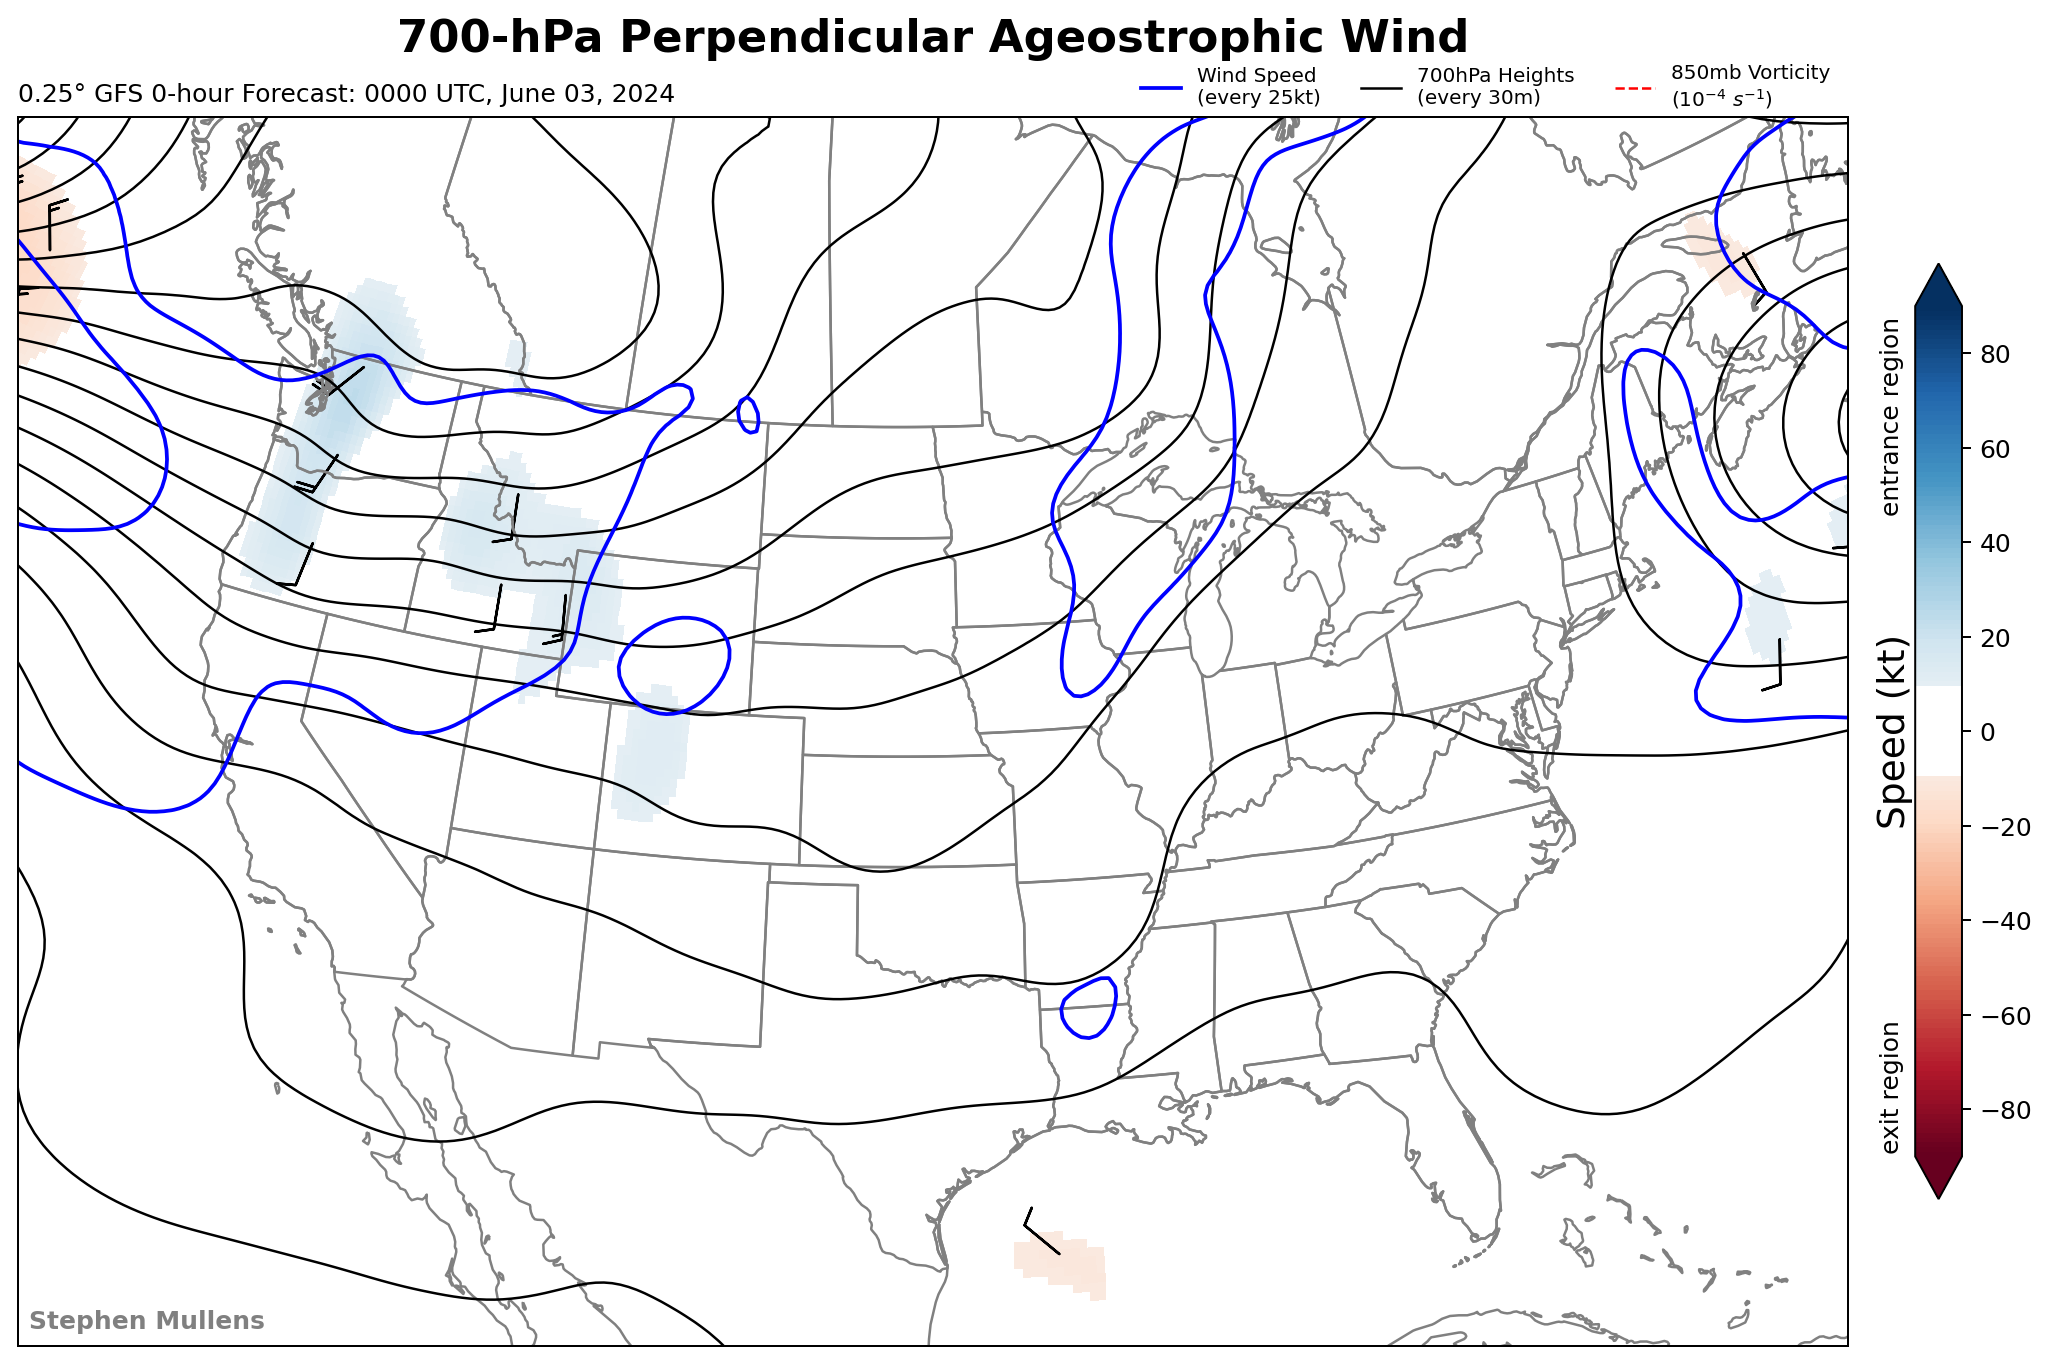 700-hPa Perpendicular Ageostrophic Wind
0.25° GFS 0-hour Forecast: 0000 UTC, June 03, 2024
Wind Speed
(every 25kt)
700hPa Heights
(every 30m)
850mb Vorticity
(10⁻⁴ s⁻¹)
entrance region
Speed (kt)
exit region
80
60
40
20
0
−20
−40
−60
−80
Stephen Mullens